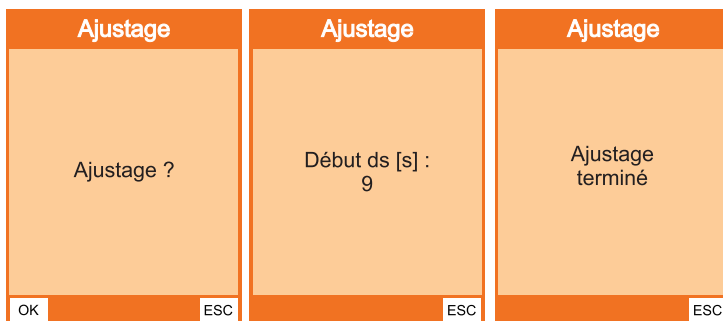 Ajustage
Ajustage ?
OK
ESC
Ajustage
Début ds [s] :
9
ESC
Ajustage
Ajustage
terminé
ESC